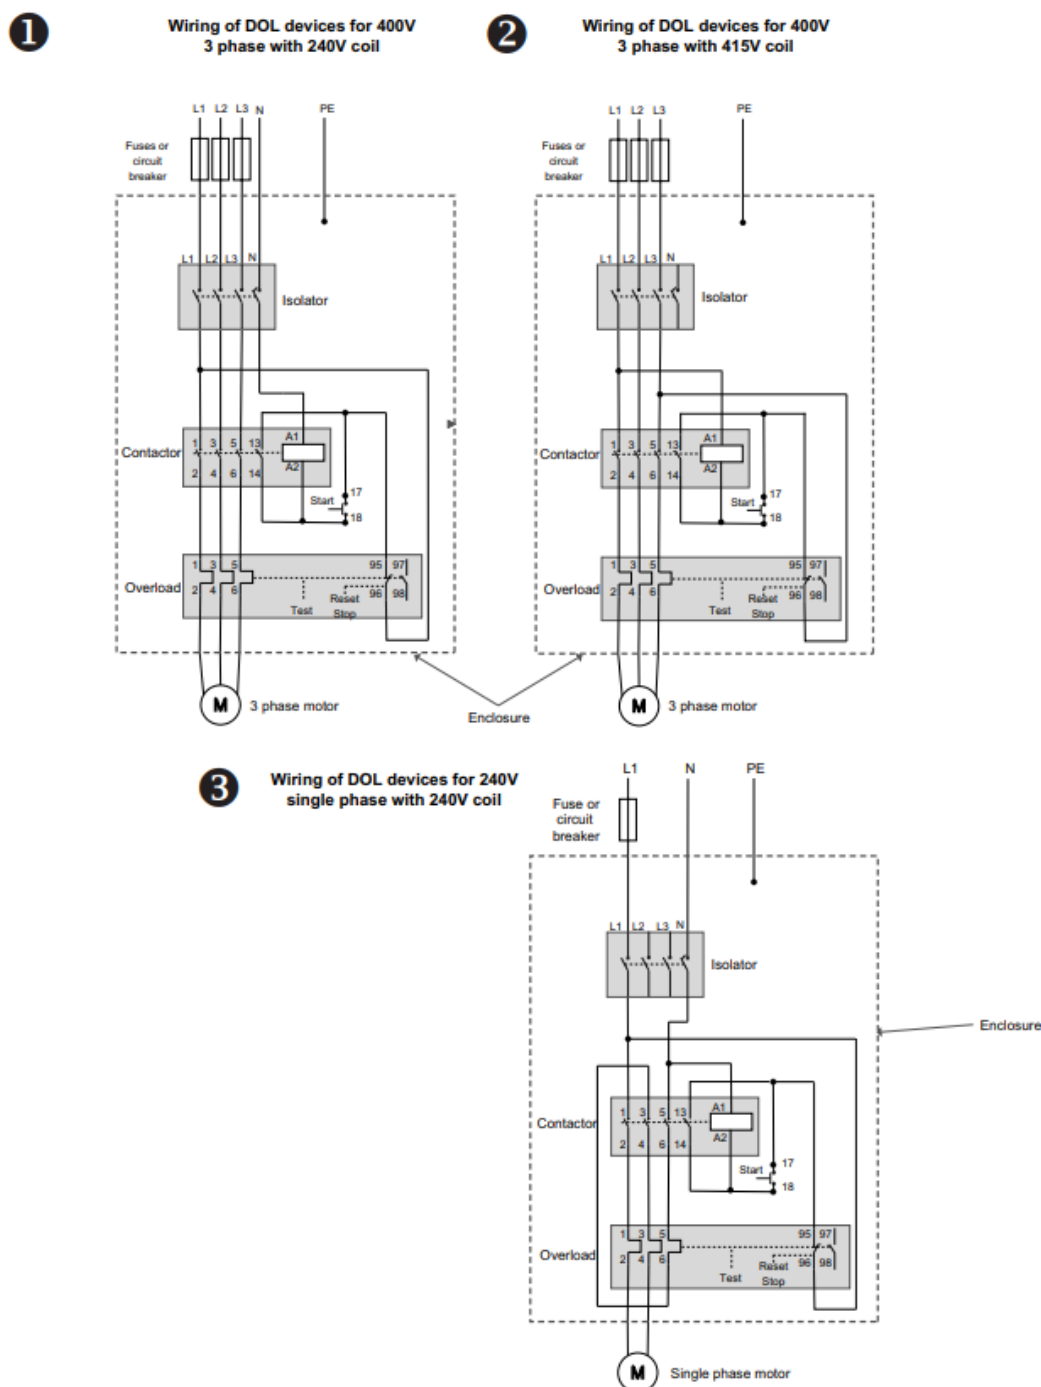 1
Wiring of DOL devices for 400V
3 phase with 240V coil
L1 L2 L3 N PE
Fuses or
circuit
breaker
L1 L2 L3 N
Isolator
Contactor
1 3 5 13 A1
2 4 6 14 A2
Start
17
18
Overload
1 3 5 95 97
2 4 6 96 98
Test
Reset
Stop
M
3 phase motor
2
Wiring of DOL devices for 400V
3 phase with 415V coil
L1 L2 L3 PE
Fuses or
circuit
breaker
L1 L2 L3 N
Isolator
Contactor
1 3 5 13 A1
2 4 6 14 A2
Start
17
18
Overload
1 3 5 95 97
2 4 6 96 98
Test
Reset
Stop
M
3 phase motor
Enclosure
3
Wiring of DOL devices for 240V
single phase with 240V coil
L1 N PE
Fuse or
circuit
breaker
L1 L2 L3 N
Isolator
Enclosure
Contactor
1 3 5 13 A1
2 4 6 14 A2
Start
17
18
Overload
1 3 5 95 97
2 4 6 96 98
Test
Reset
Stop
M
Single phase motor